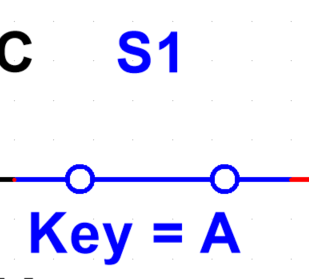 C S1
Key = A